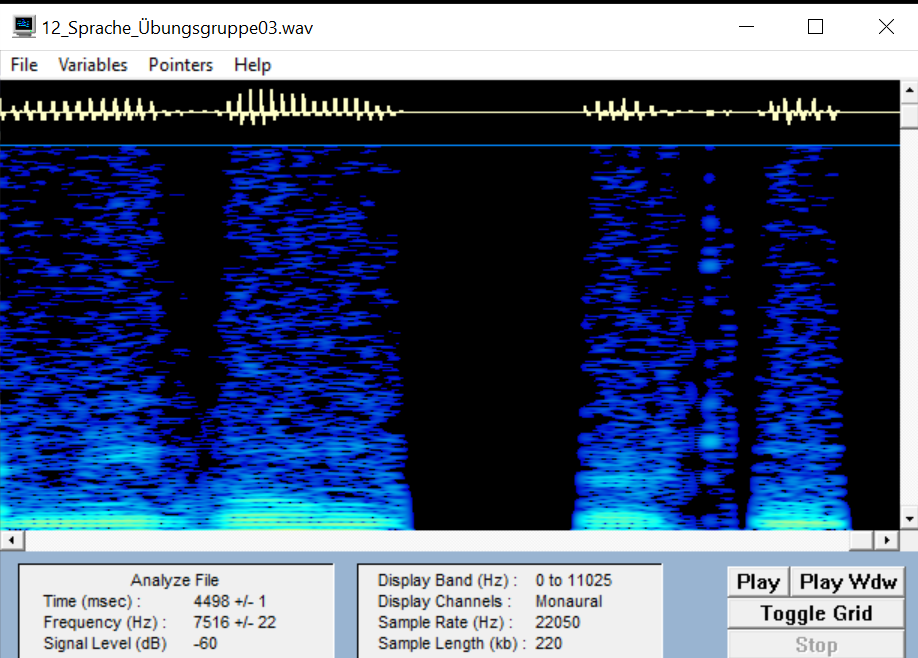 12_Sprache_Übungsgruppe03.wav
File Variables Pointers Help
Analyze File
Time (msec) : 4498 +/- 1
Frequency (Hz) : 7516 +/- 22
Signal Level (dB) -60
Display Band (Hz) : 0 to 11025
Display Channels : Monaural
Sample Rate (Hz) : 22050
Sample Length (kb) : 220
Play Play Wdw
Toggle Grid
Stop